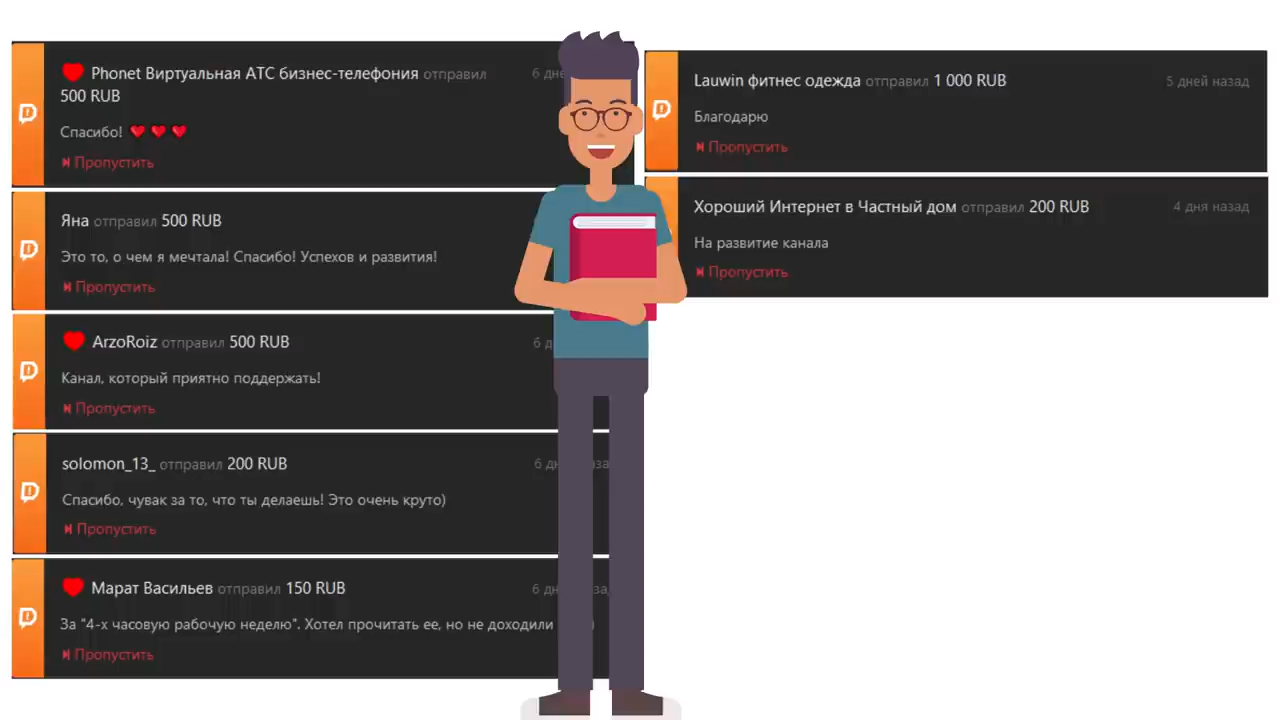 Phonet Виртуальная АТС бизнес-телефония отправил
500 RUB
Спасибо!
Пропустить
Яна отправил 500 RUB
Это то, о чем я мечтала! Спасибо! Успехов и развития!
Пропустить
ArzoRoiz отправил 500 RUB
6
Канал, который приятно поддержать!
Пропустить
solomon_13_ отправил 200 RUB
6
Спасибо, чувак за то, что ты делаешь! Это очень круто)
Пропустить
Марат Васильев отправил 150 RUB
6
За "4-х часовую рабочую неделю". Хотел прочитать ее, но не доходили
Пропустить
Lauwin фитнес одежда отправил 1 000 RUB
5 дней назад
Благодарю
Пропустить
Хороший Интернет в Частный дом отправил 200 RUB
4 дня назад
На развитие канала
Пропустить